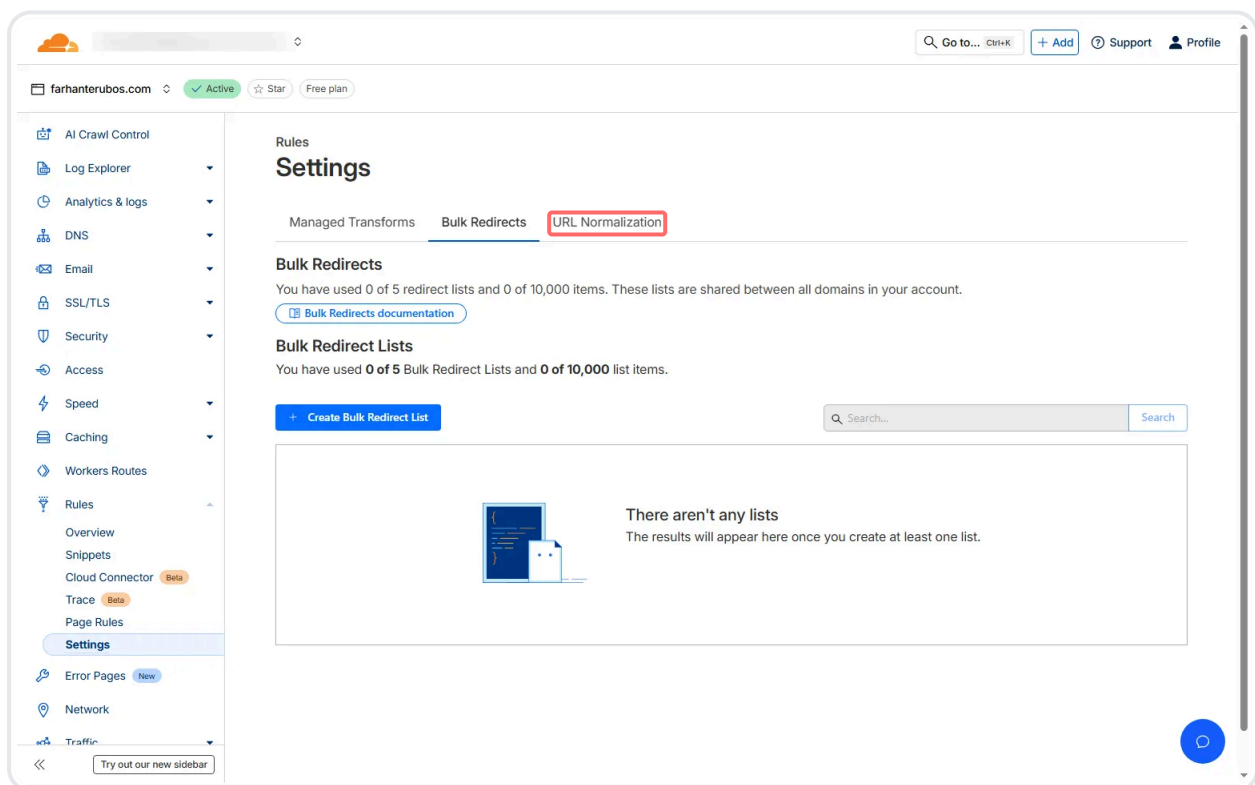 Go to... Ctrl+K
+ Add
Support
Profile
farhanterubos.com
Active
Star
Free plan
AI Crawl Control
Log Explorer
Analytics & logs
DNS
Email
SSL/TLS
Security
Access
Speed
Caching
Workers Routes
Rules
Overview
Snippets
Cloud Connector Beta
Trace Beta
Page Rules
Settings
Error Pages New
Network
Traffic
Try out our new sidebar
Rules
Settings
Managed Transforms Bulk Redirects URL Normalization
Bulk Redirects
You have used 0 of 5 redirect lists and 0 of 10,000 items. These lists are shared between all domains in your account.
Bulk Redirects documentation
Bulk Redirect Lists
You have used 0 of 5 Bulk Redirect Lists and 0 of 10,000 list items.
+ Create Bulk Redirect List
Search...
Search
There aren't any lists
The results will appear here once you create at least one list.